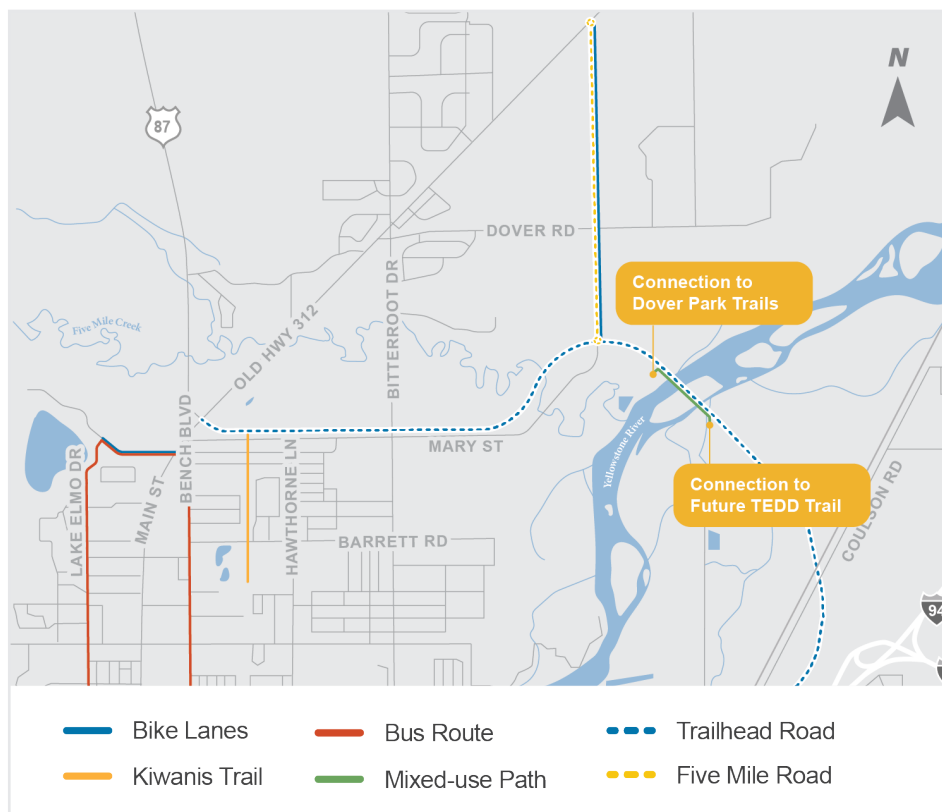 N
87
DOVER RD
Connection to
Dover Park Trails
BITTERROOT DR
Five Mile Creek
OLD HWY 312
BENCH BLVD
MARY ST
LAKE ELMO DR
MAIN ST
HAWTHORNE LN
Yellowstone River
Connection to
Future TEDD Trail
COULSON RD
BARRETT RD
94
Bike Lanes
Bus Route
Trailhead Road
Kiwanis Trail
Mixed-use Path
Five Mile Road